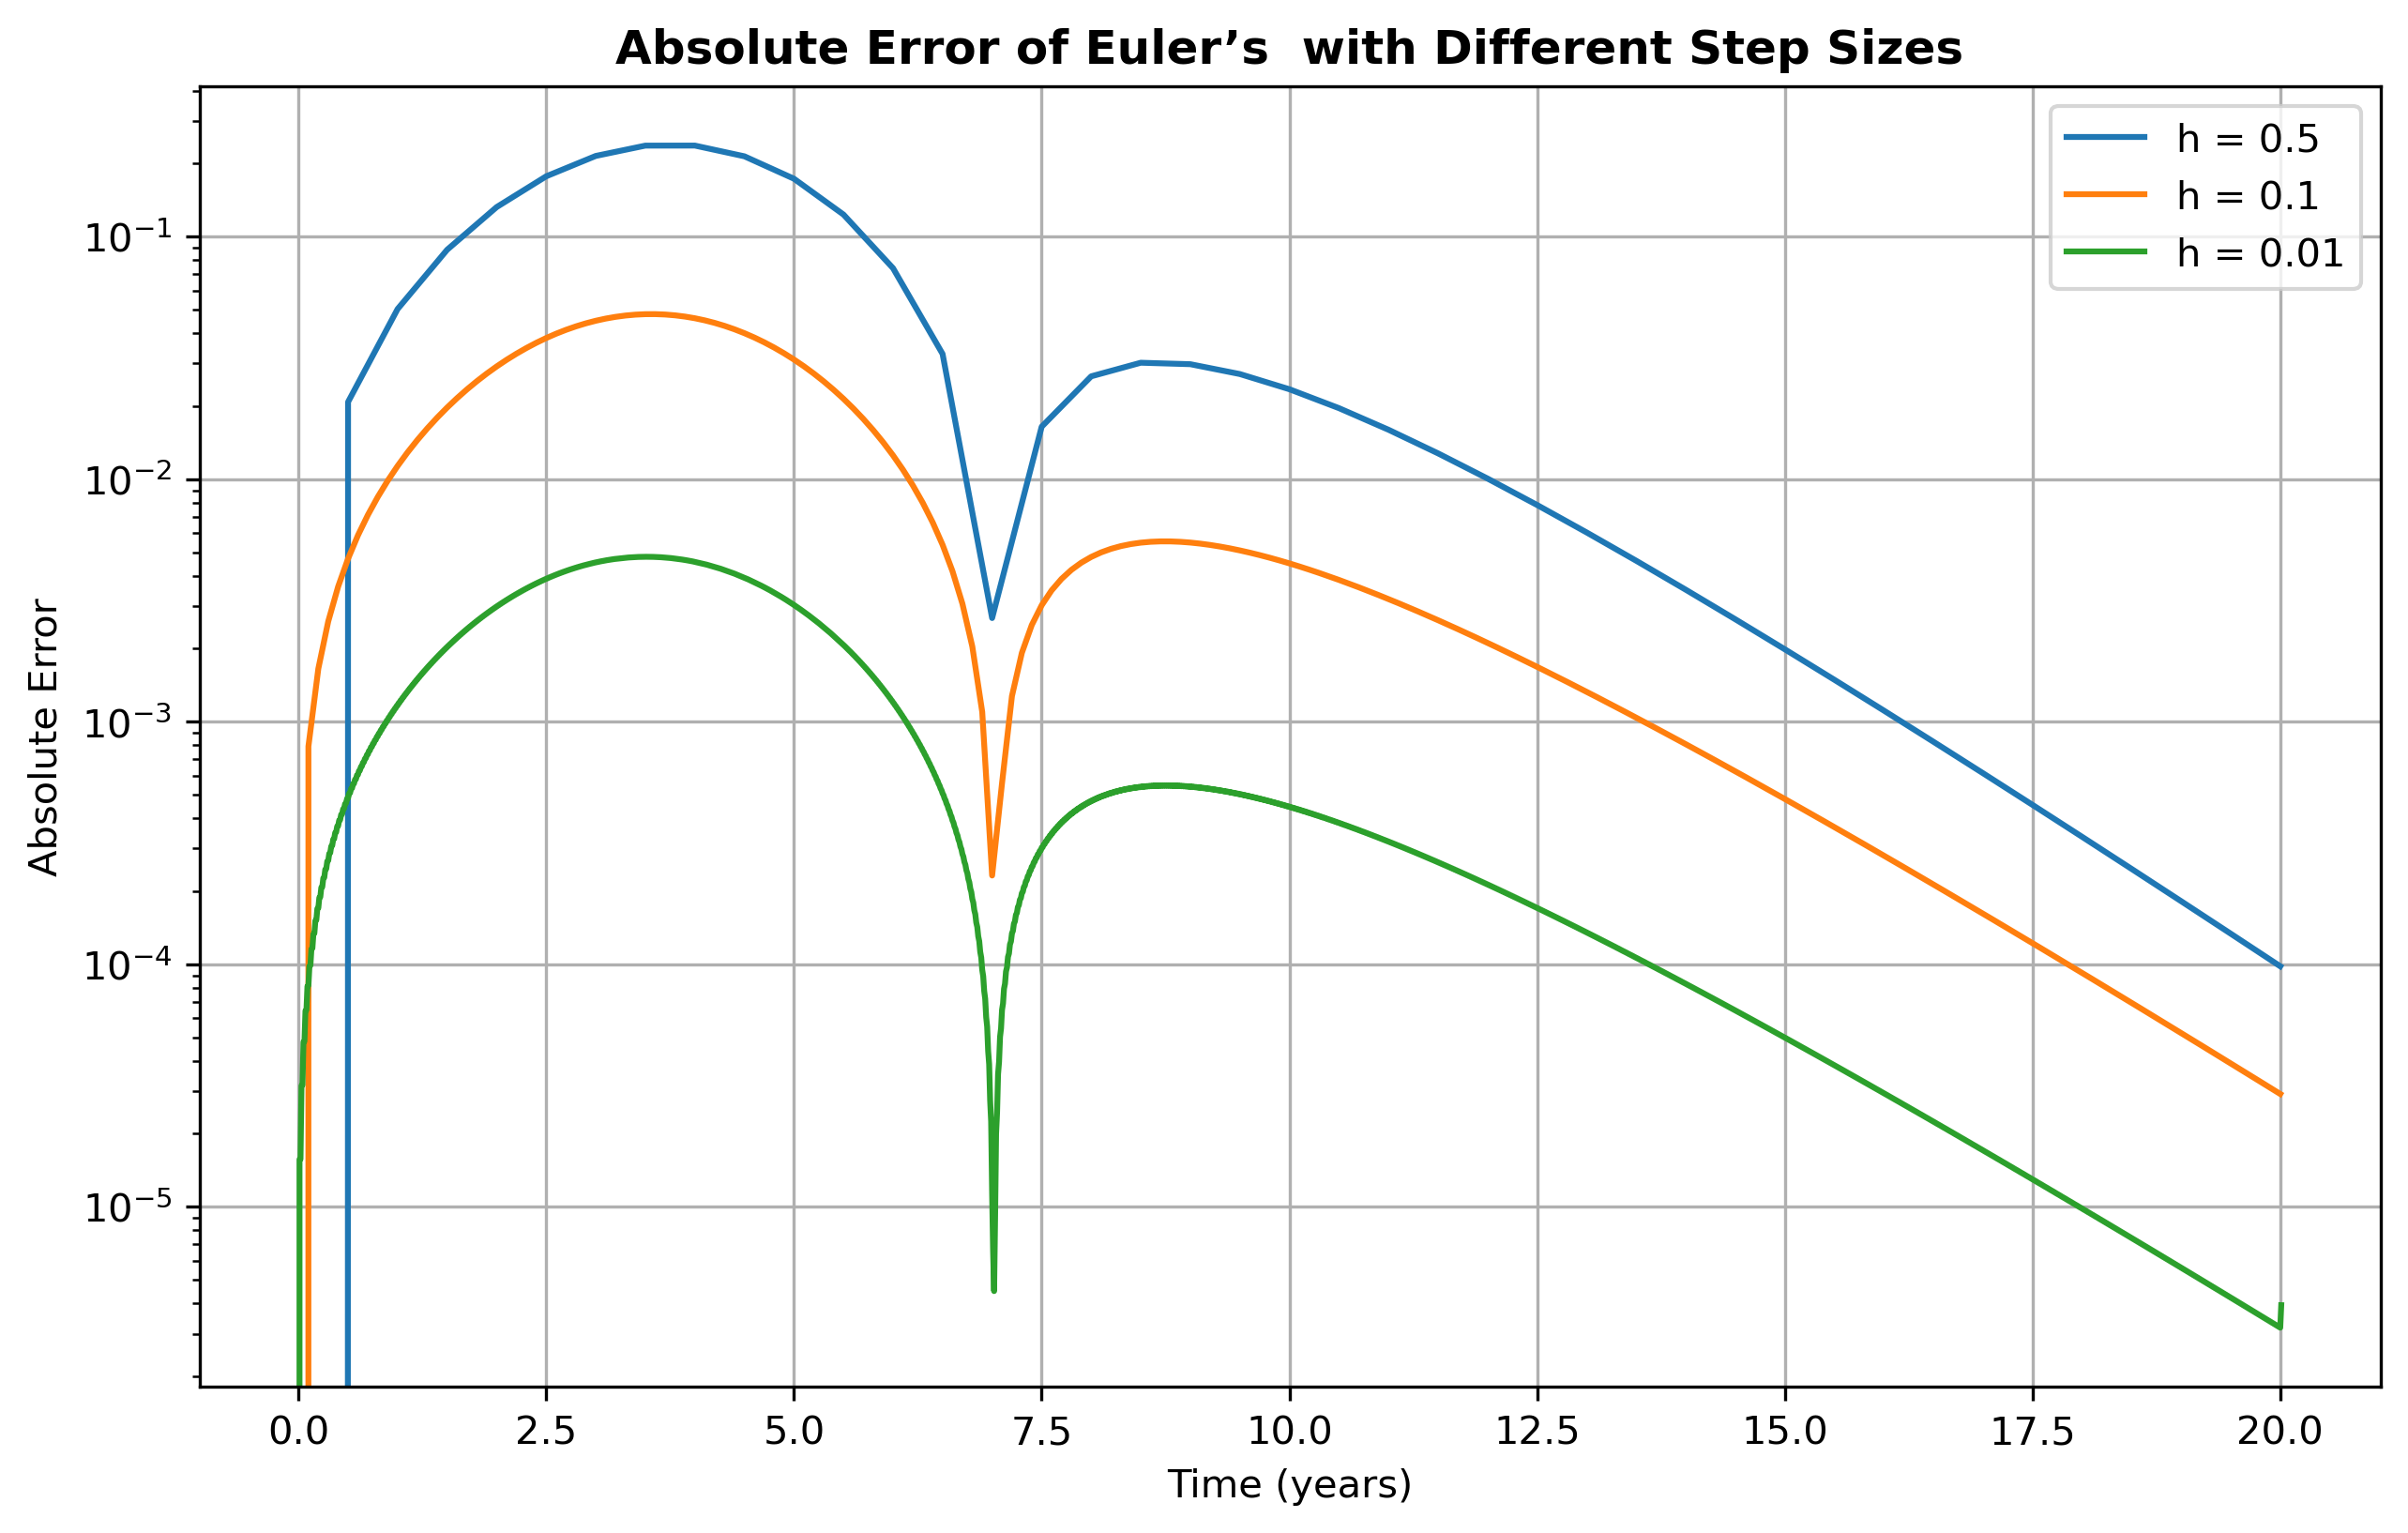 Absolute Error of Euler’s  with Different Step Sizes
h = 0.5
h = 0.1
h = 0.01
Absolute Error
10⁻¹
10⁻²
10⁻³
10⁻⁴
10⁻⁵
0.0 2.5 5.0 7.5 10.0 12.5 15.0 17.5 20.0
Time (years)